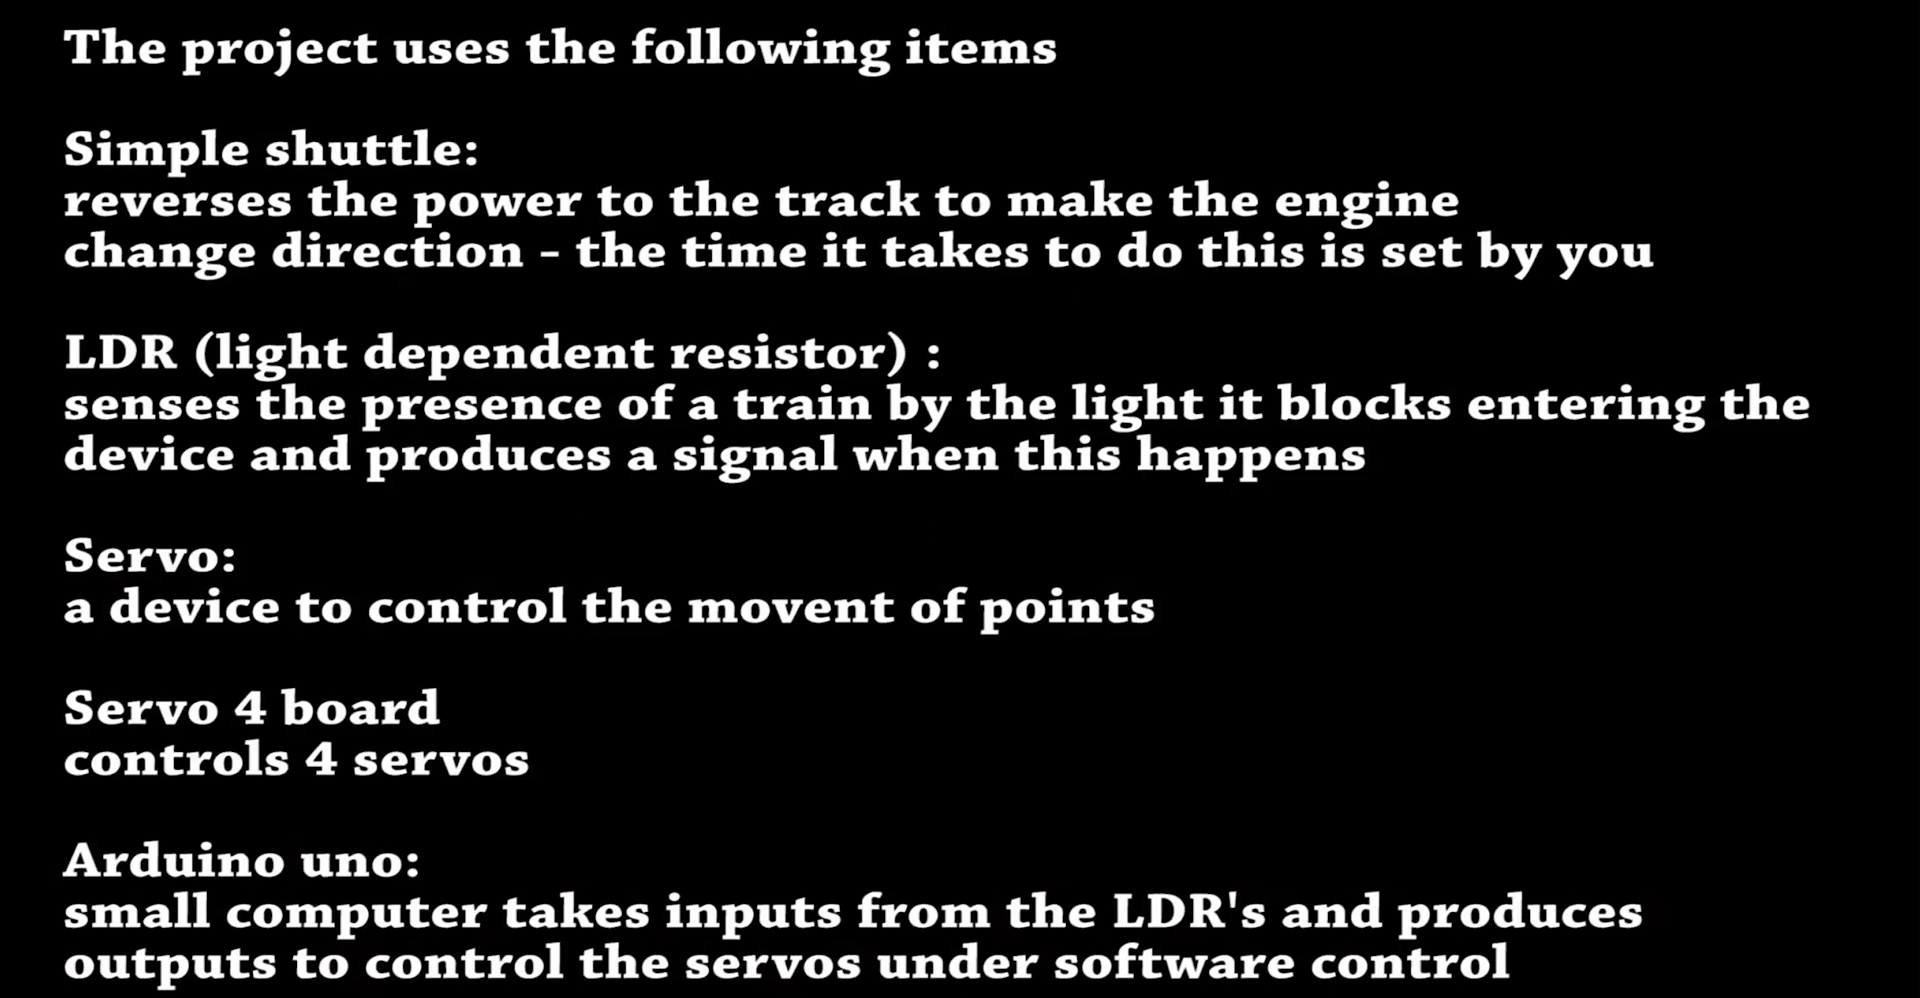 The project uses the following items
Simple shuttle:
reverses the power to the track to make the engine
change direction - the time it takes to do this is set by you
LDR (light dependent resistor) :
senses the presence of a train by the light it blocks entering the
device and produces a signal when this happens
Servo:
a device to control the movent of points
Servo 4 board
controls 4 servos
Arduino uno:
small computer takes inputs from the LDR's and produces
outputs to control the servos under software control